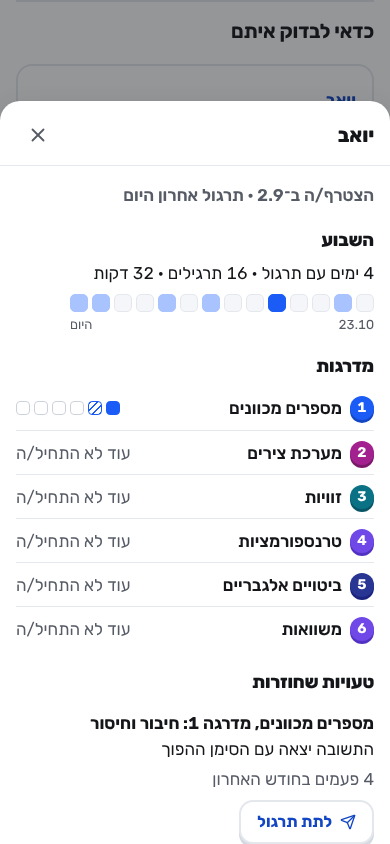 כדאי לבדוק איתם
יואב
הצטרף/ה ב־2.9 • תרגול אחרון היום
השבוע
4 ימים עם תרגול • 16 תרגילים • 32 דקות
23.10 היום
מדרגות
1 מספרים מכוונים
2 מערכת צירים עוד לא התחיל/ה
3 זוויות עוד לא התחיל/ה
4 טרנספורמציות עוד לא התחיל/ה
5 ביטויים אלגבריים עוד לא התחיל/ה
6 משוואות עוד לא התחיל/ה
טעויות שחוזרות
מספרים מכוונים, מדרגה 1: חיבור וחיסור
התשובה יצאה עם הסימן ההפוך
4 פעמים בחודש האחרון
לתת תרגול